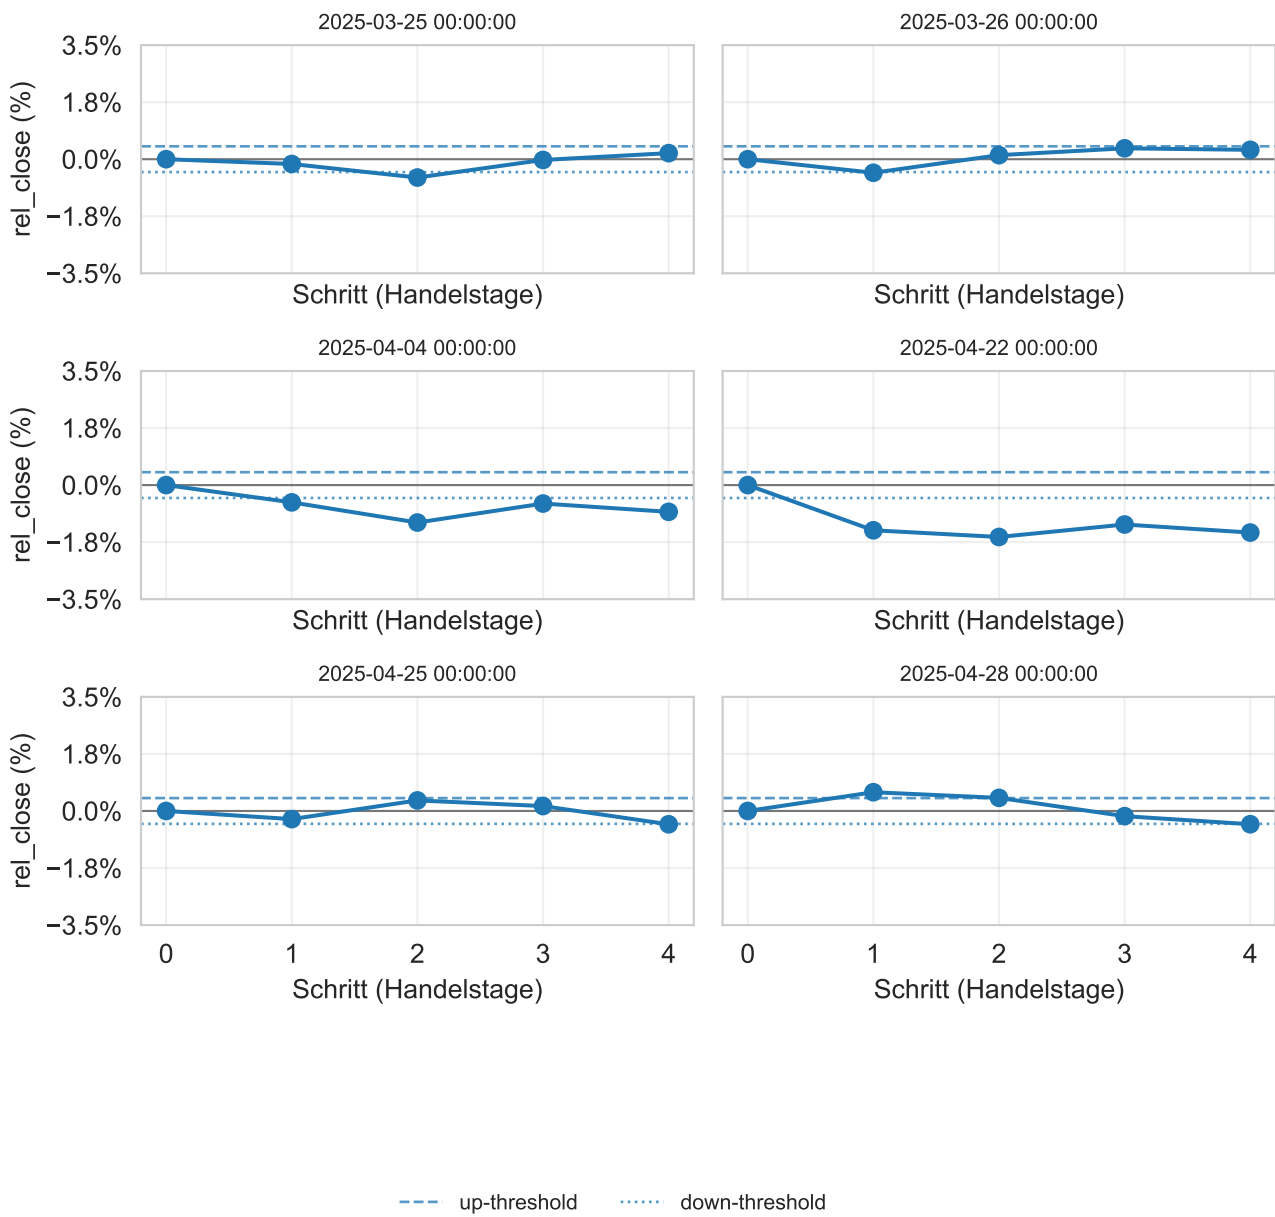 2025-03-25 00:00:00
2025-03-26 00:00:00
3.5%
1.8%
0.0%
−1.8%
−3.5%
rel_close (%)
Schritt (Handelstage)
Schritt (Handelstage)
2025-04-04 00:00:00
2025-04-22 00:00:00
3.5%
1.8%
0.0%
−1.8%
−3.5%
rel_close (%)
Schritt (Handelstage)
Schritt (Handelstage)
2025-04-25 00:00:00
2025-04-28 00:00:00
3.5%
1.8%
0.0%
−1.8%
−3.5%
rel_close (%)
0 1 2 3 4
0 1 2 3 4
Schritt (Handelstage)
Schritt (Handelstage)
up-threshold
down-threshold